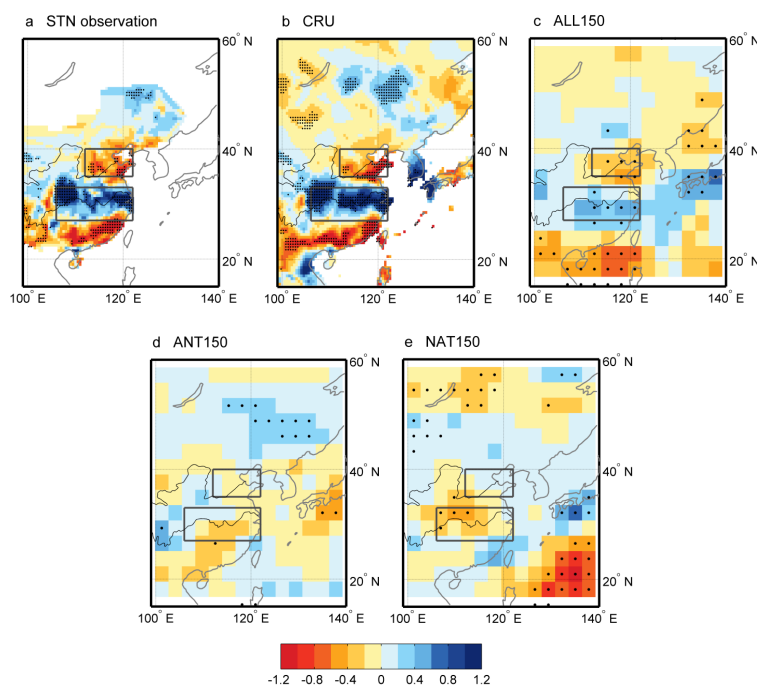 a STN observation
b CRU
c ALL150
60° N
60° N
60° N
40° N
40° N
40° N
20° N
20° N
20° N
100° E
120° E
140° E
100° E
120° E
140° E
100° E
120° E
140° E
d ANT150
e NAT150
60° N
60° N
40° N
40° N
20° N
20° N
100° E
120° E
140° E
100° E
120° E
140° E
-1.2 -0.8 -0.4 0 0.4 0.8 1.2